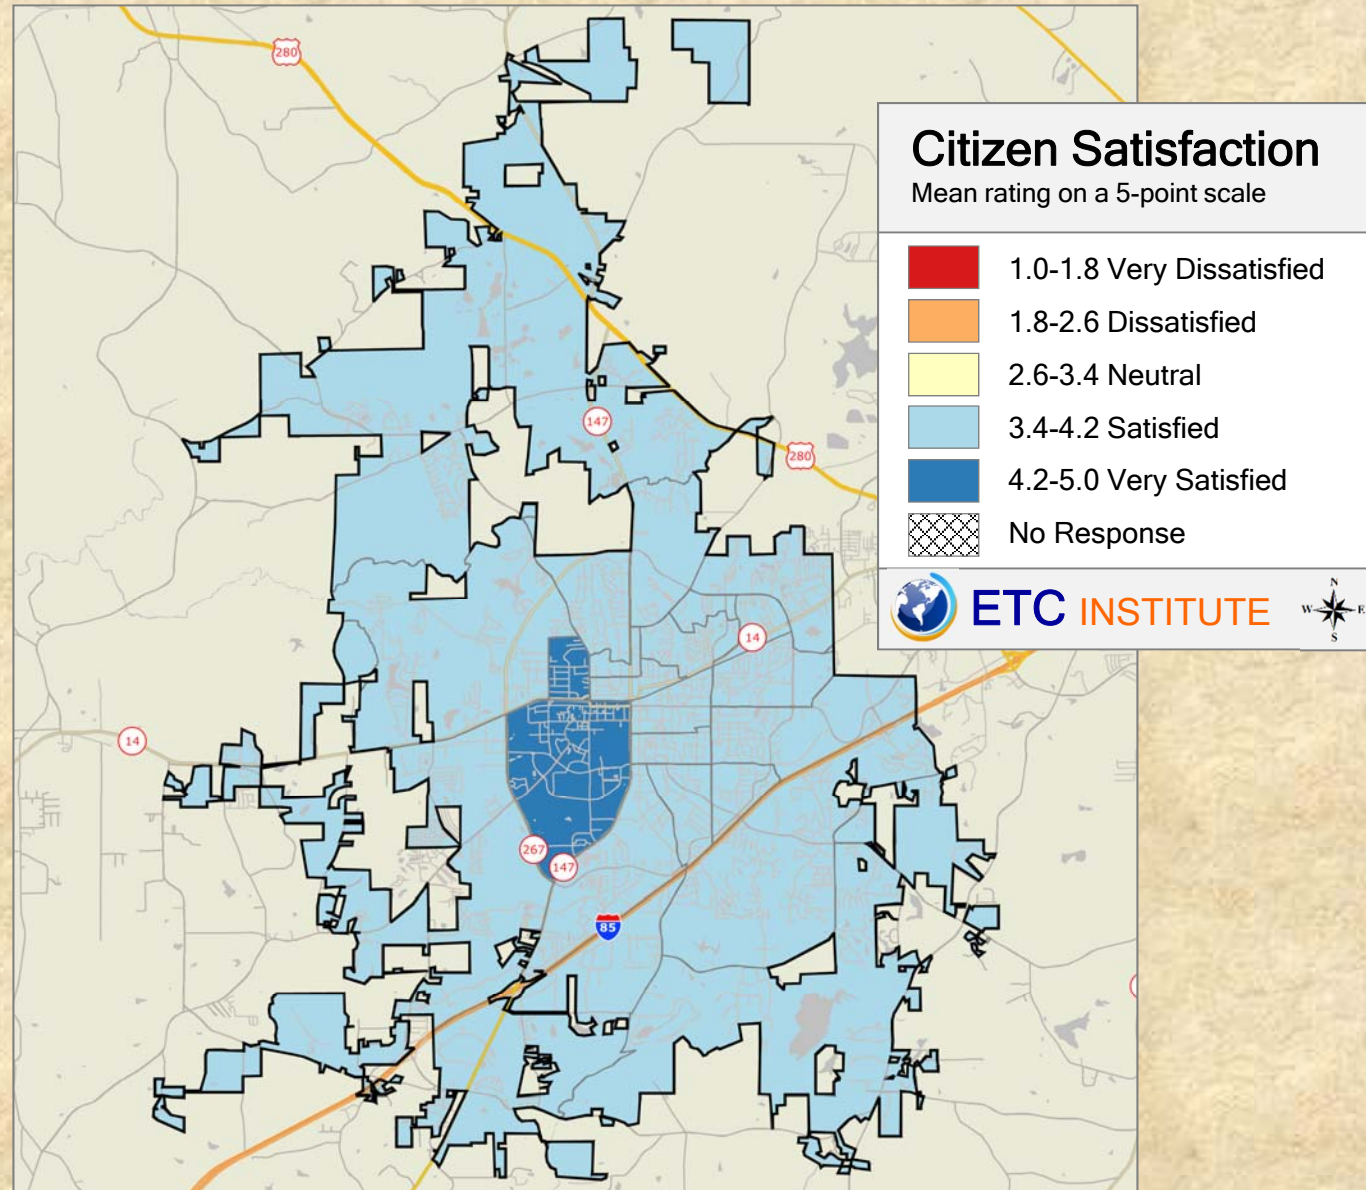 280
Citizen Satisfaction
Mean rating on a 5-point scale
1.0-1.8 Very Dissatisfied
1.8-2.6 Dissatisfied
2.6-3.4 Neutral
3.4-4.2 Satisfied
4.2-5.0 Very Satisfied
No Response
ETC INSTITUTE
N
W E
S
147
280
14
14
267
147
85